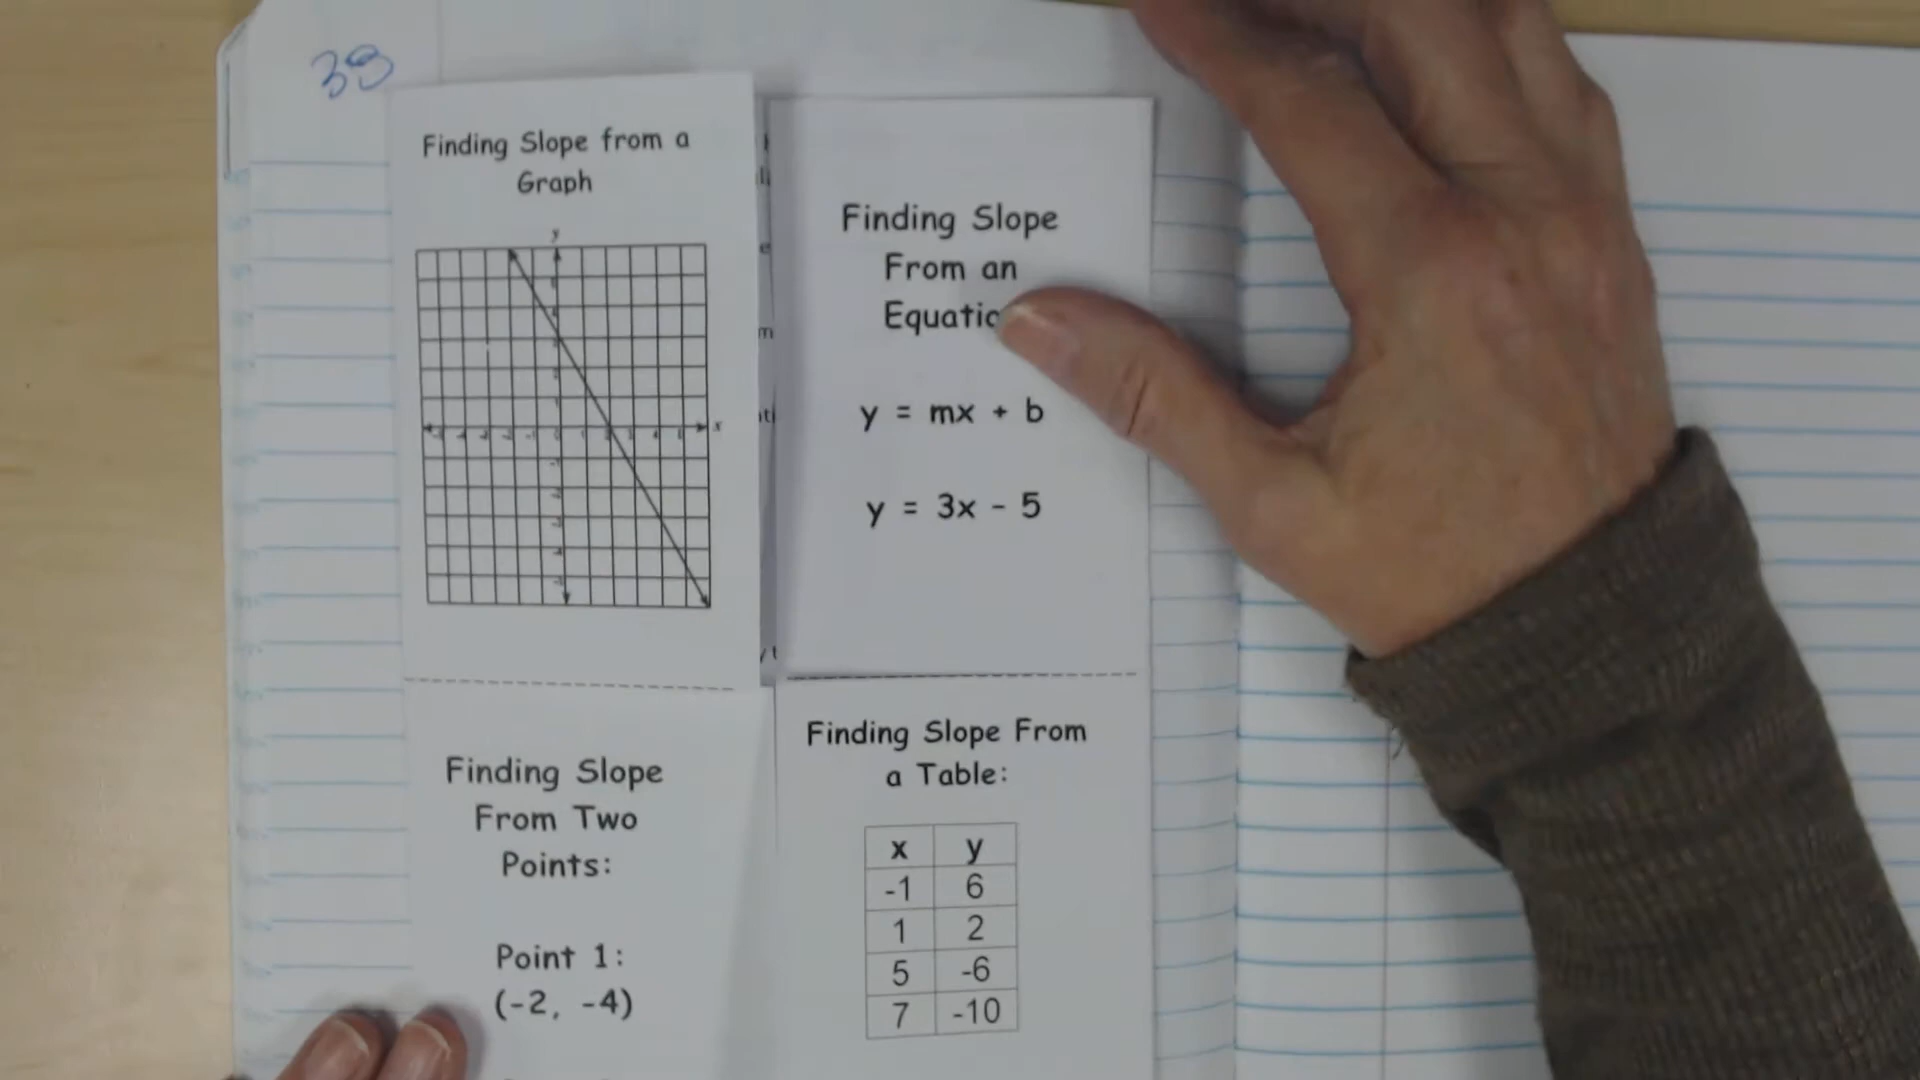 39
Finding Slope from a
Graph
y
x
Finding Slope
From an
y = mx + b
y = 3x - 5
Finding Slope
From Two
Points:
Point 1:
(-2, -4)
Finding Slope From
a Table:
x y
-1 6
1 2
5 -6
7 -10